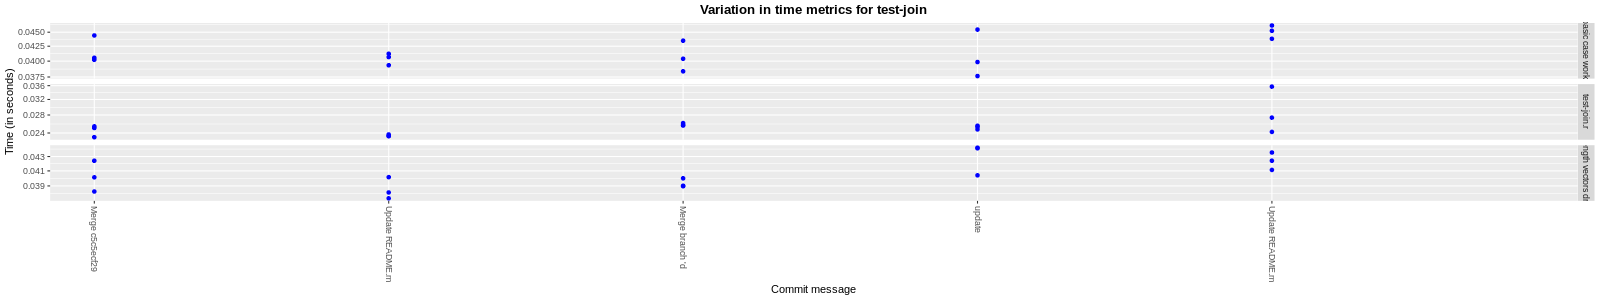 Variation in time metrics for test-join
Time (in seconds)
0.0450
0.0425
0.0400
0.0375
basic case work
0.036
0.032
0.028
0.024
test-join.r
0.043
0.041
0.039
ngth vectors d
Merge c5c5ecf29
Update README.m
Merge branch 'd
update
Update README.m
Commit message